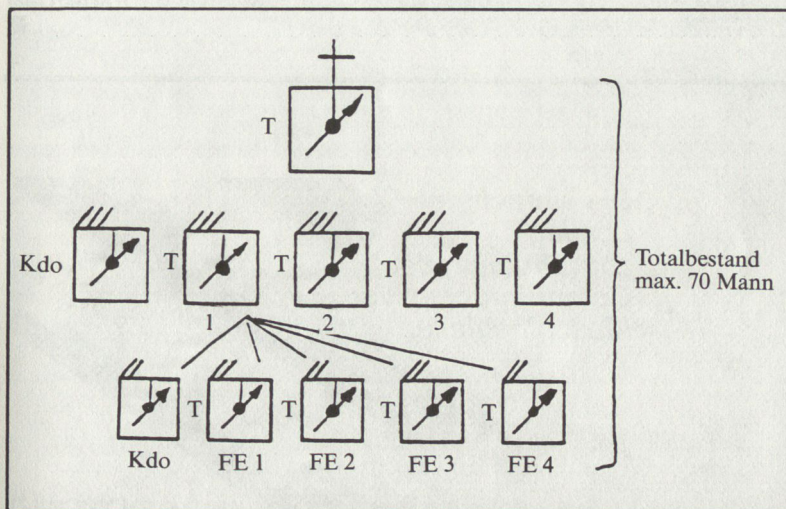 T
Kdo T T T T
Totalbestand
max. 70 Mann
1 2 3 4
T T T T
Kdo FE 1 FE 2 FE 3 FE 4